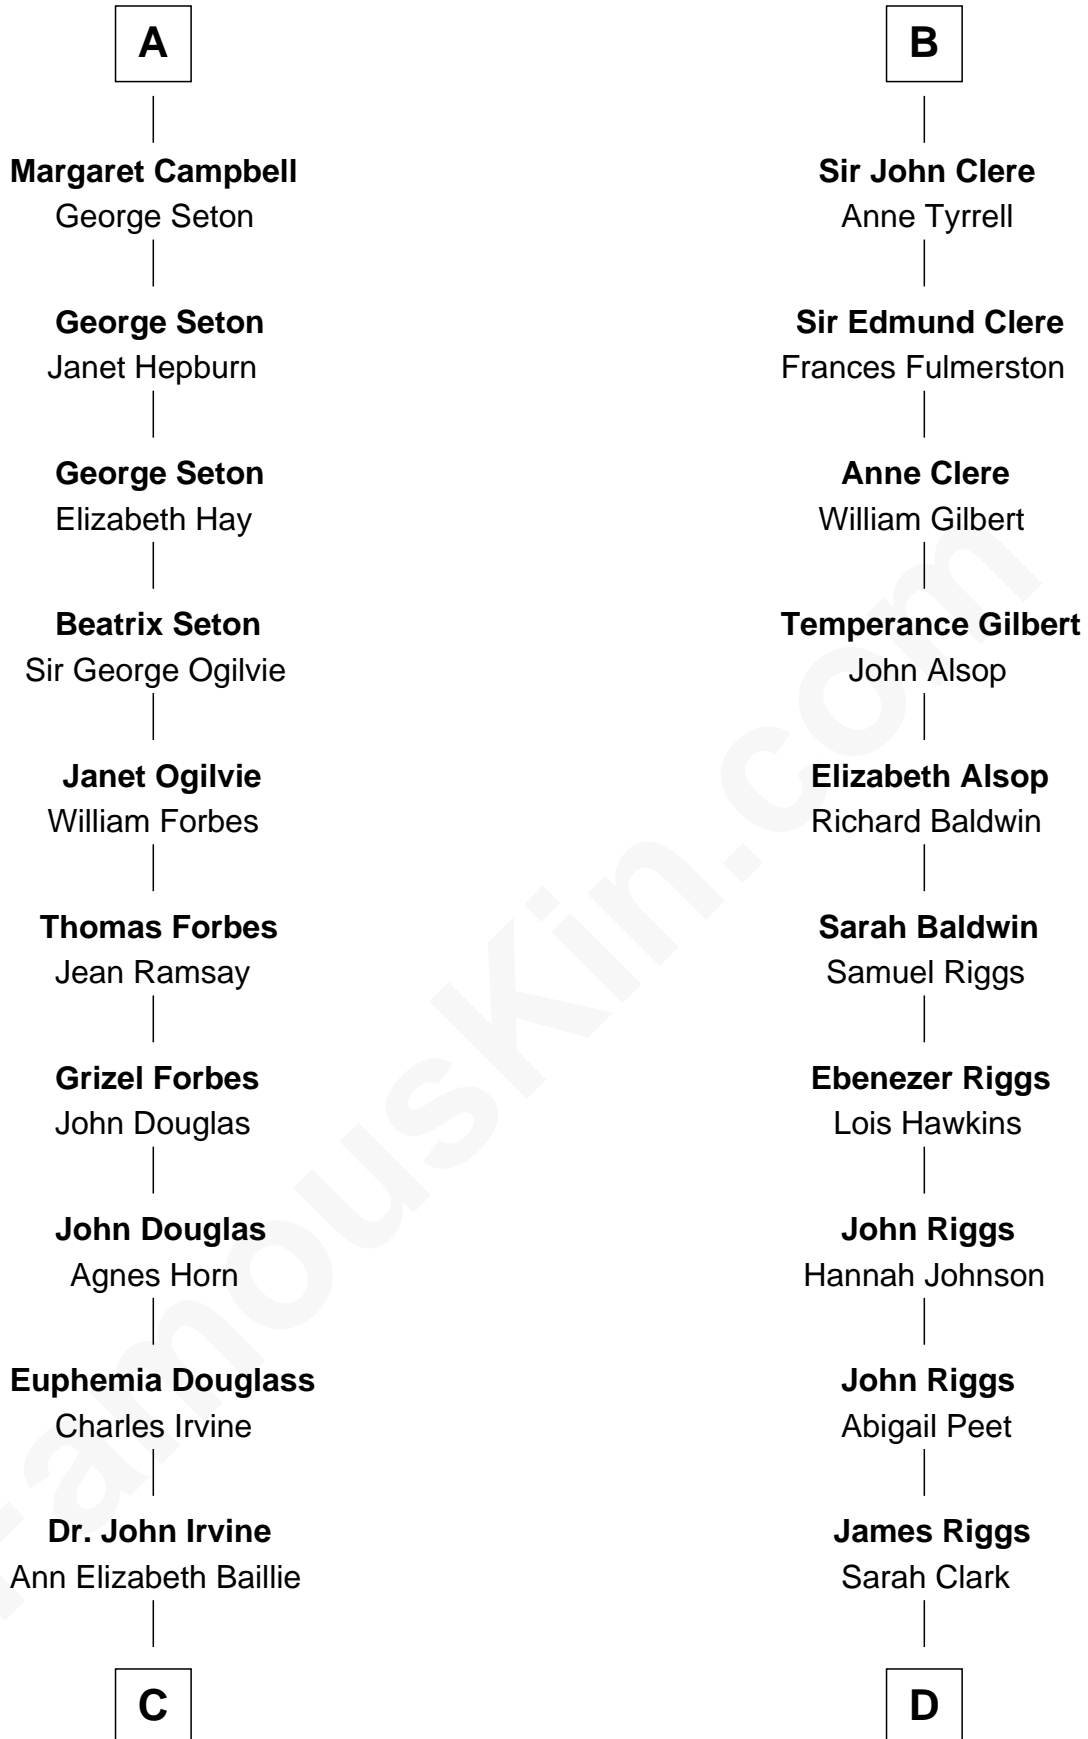 A
Margaret Campbell
George Seton
George Seton
Janet Hepburn
George Seton
Elizabeth Hay
Beatrix Seton
Sir George Ogilvie
Janet Ogilvie
William Forbes
Thomas Forbes
Jean Ramsay
Grizel Forbes
John Douglas
John Douglas
Agnes Horn
Euphemia Douglass
Charles Irvine
Dr. John Irvine
Ann Elizabeth Baillie
C
B
Sir John Clere
Anne Tyrrell
Sir Edmund Clere
Frances Fulmerston
Anne Clere
William Gilbert
Temperance Gilbert
John Alsop
Elizabeth Alsop
Richard Baldwin
Sarah Baldwin
Samuel Riggs
Ebenezer Riggs
Lois Hawkins
John Riggs
Hannah Johnson
John Riggs
Abigail Peet
James Riggs
Sarah Clark
D
FamousKin.com